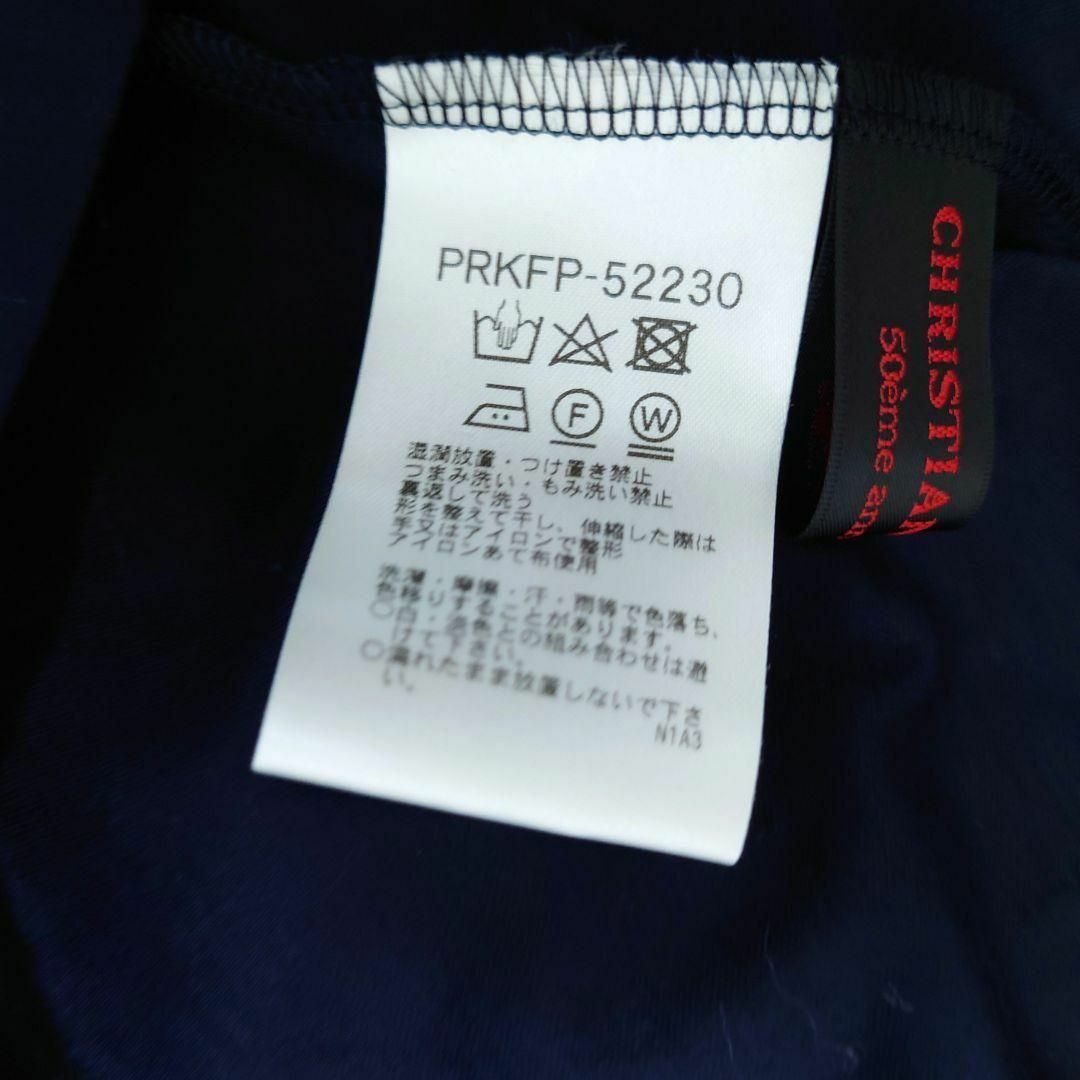 PRKFP-52230
F
W
湿潤放置・つけ置き禁止
つまみ洗い・もみ洗い禁止
裏返して洗う
形を整えて干し、伸縮した際は
手又はアイロンで整形
アイロンあて布使用
洗濯・摩擦・汗・雨等で色落ち、
色移りすることがあります。
○白・淡色との組み合わせは避
けて下さい。
○濡れたまま放置しないで下さ
い。
N1A3
CHRISTIAN
50ème